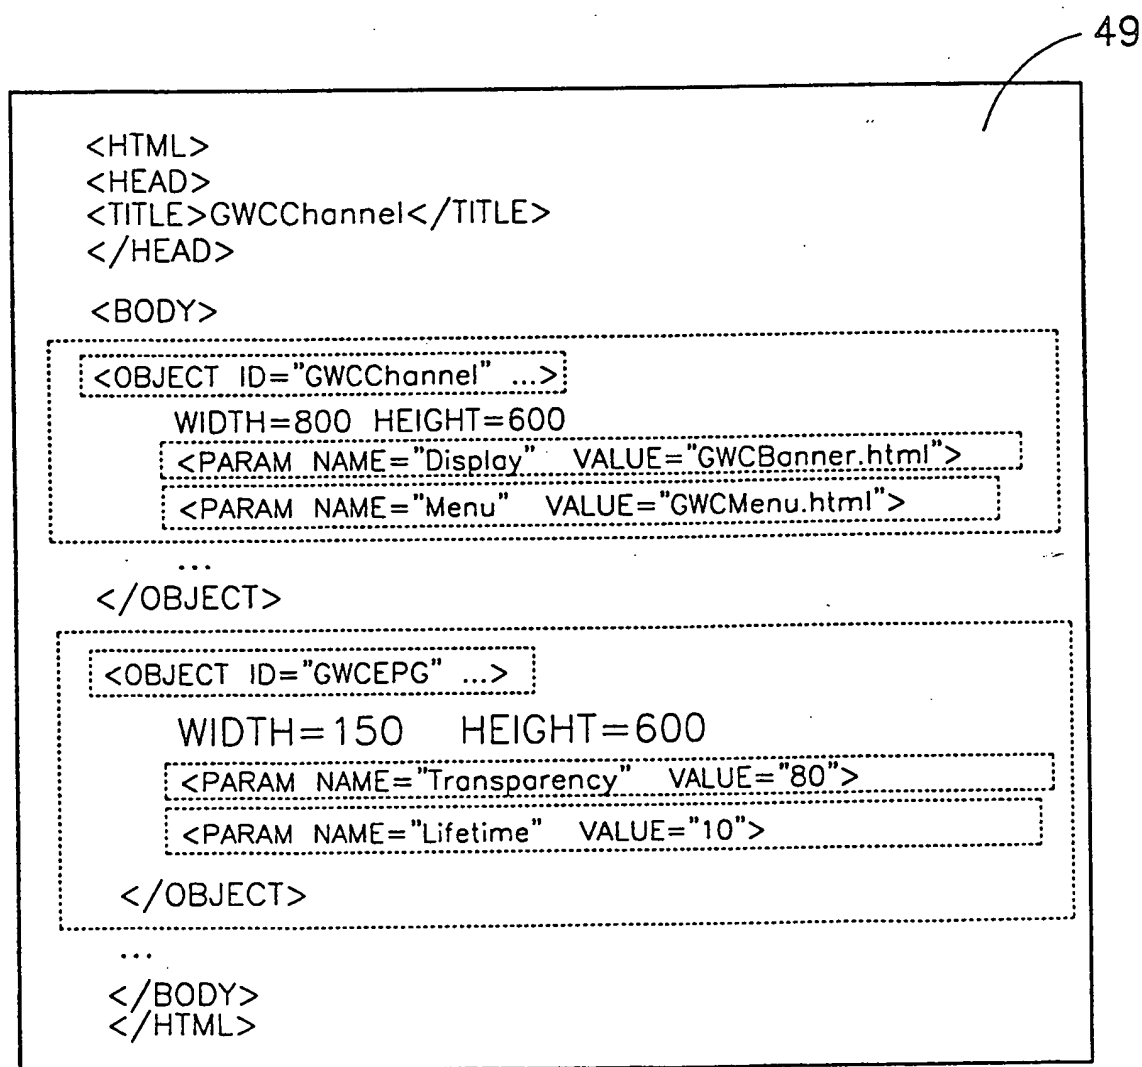 49
<HTML>
<HEAD>
<TITLE>GWCChannel</TITLE>
</HEAD>
<BODY>
<OBJECT ID="GWCChannel" ...>
WIDTH=800 HEIGHT=600
<PARAM NAME="Display" VALUE="GWCBanner.html">
<PARAM NAME="Menu" VALUE="GWCMenu.html">
...
</OBJECT>
<OBJECT ID="GWCEPG" ...>
WIDTH=150 HEIGHT=600
<PARAM NAME="Transparency" VALUE="80">
<PARAM NAME="Lifetime" VALUE="10">
</OBJECT>
...
</BODY>
</HTML>